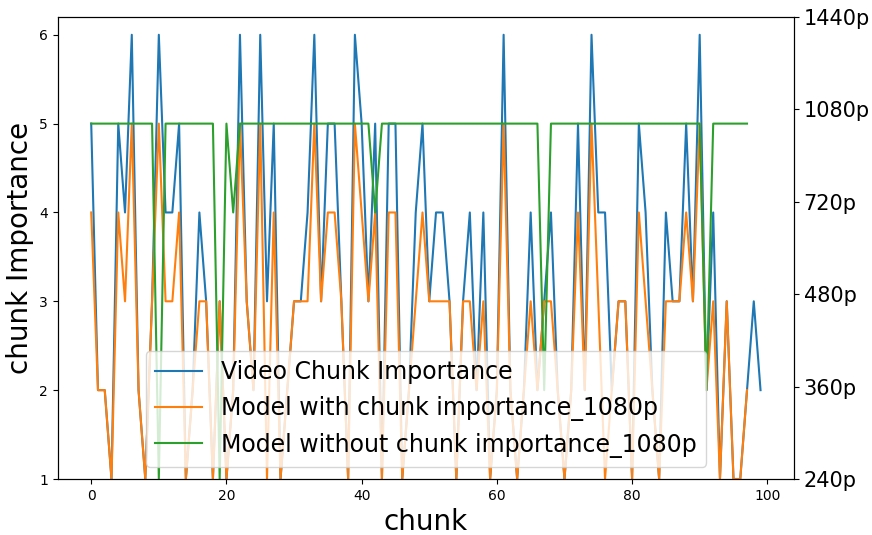 6
5
4
3
2
1
chunk Importance
1440p
1080p
720p
480p
360p
240p
Video Chunk Importance
Model with chunk importance_1080p
Model without chunk importance_1080p
0 20 40 60 80 100
chunk